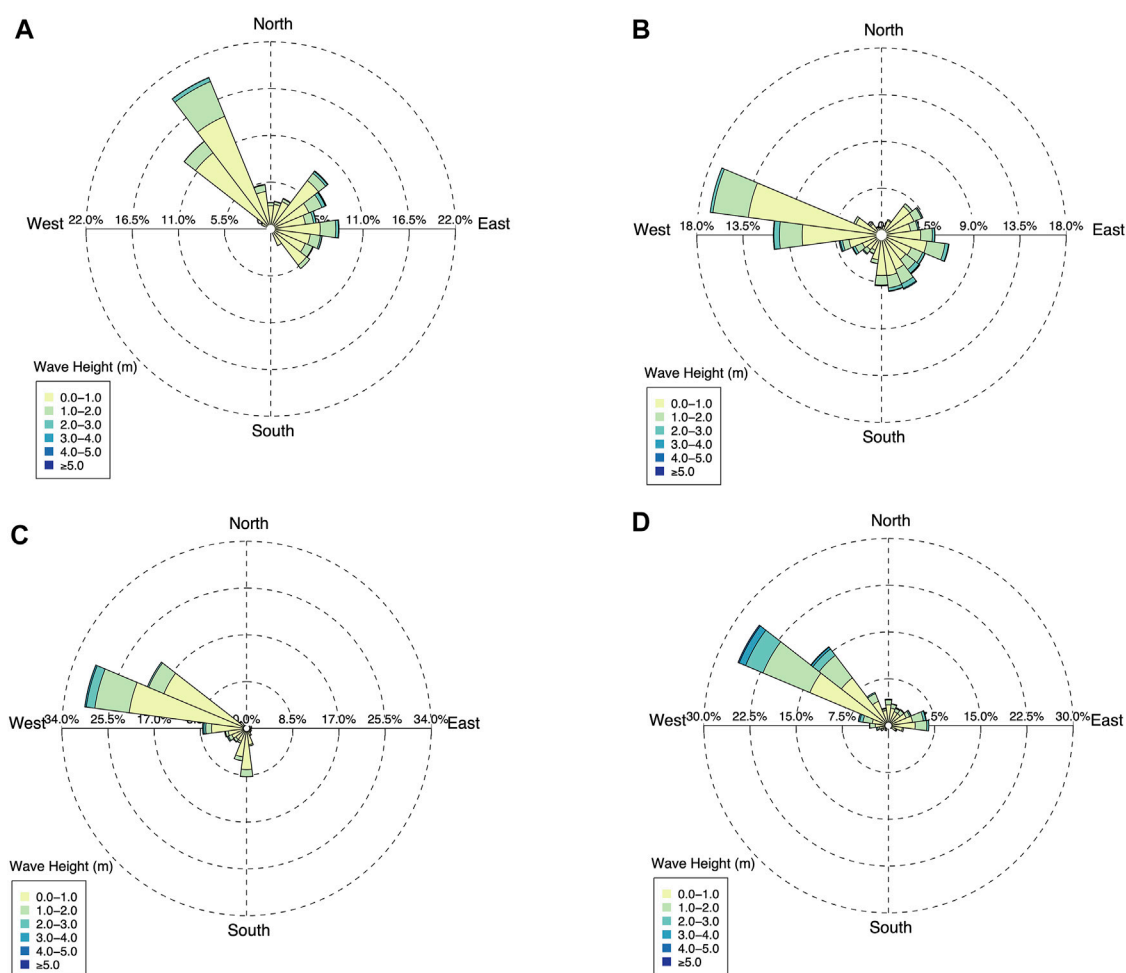 A
North
West
22.0% 16.5% 11.0% 5.5% 11.0% 16.5% 22.0%
East
South
Wave Height (m)
0.0–1.0
1.0–2.0
2.0–3.0
3.0–4.0
4.0–5.0
≥5.0
B
North
West
18.0% 13.5% 9.0% 13.5% 18.0%
East
South
Wave Height (m)
0.0–1.0
1.0–2.0
2.0–3.0
3.0–4.0
4.0–5.0
≥5.0
C
North
West
34.0% 25.5% 17.0% 0.0% 8.5% 17.0% 25.5% 34.0%
East
South
Wave Height (m)
0.0–1.0
1.0–2.0
2.0–3.0
3.0–4.0
4.0–5.0
≥5.0
D
North
West
30.0% 22.5% 15.0% 7.5% 15.0% 22.5% 30.0%
East
South
Wave Height (m)
0.0–1.0
1.0–2.0
2.0–3.0
3.0–4.0
4.0–5.0
≥5.0